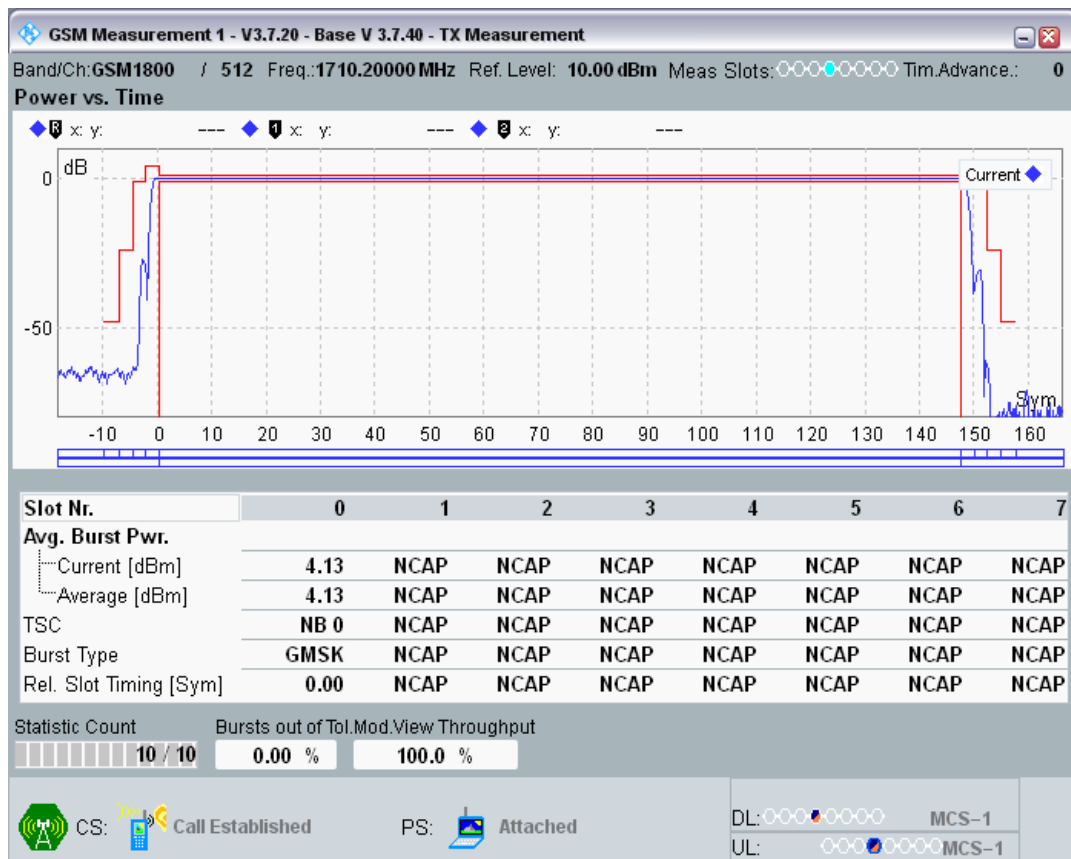 GSM Measurement 1 - V3.7.20 - Base V 3.7.40 - TX Measurement
Band/Ch:GSM1800 / 512 Freq.:1710.20000 MHz Ref. Level: 10.00 dBm Meas Slots: Tim.Advance.: 0
Power vs. Time
R x: y: --- 1 x: y: --- 2 x: y: ---
dB
Current
0
-50
Sym
-10 0 10 20 30 40 50 60 70 80 90 100 110 120 130 140 150 160
Slot Nr. 0 1 2 3 4 5 6 7
Avg. Burst Pwr.
Current [dBm] 4.13 NCAP NCAP NCAP NCAP NCAP NCAP NCAP
Average [dBm] 4.13 NCAP NCAP NCAP NCAP NCAP NCAP NCAP
TSC NB 0 NCAP NCAP NCAP NCAP NCAP NCAP NCAP
Burst Type GMSK NCAP NCAP NCAP NCAP NCAP NCAP NCAP
Rel. Slot Timing [Sym] 0.00 NCAP NCAP NCAP NCAP NCAP NCAP NCAP
Statistic Count Bursts out of Tol.Mod.View Throughput
10 / 10 0.00 % 100.0 %
CS: Call Established PS: Attached
DL: MCS-1
UL: MCS-1